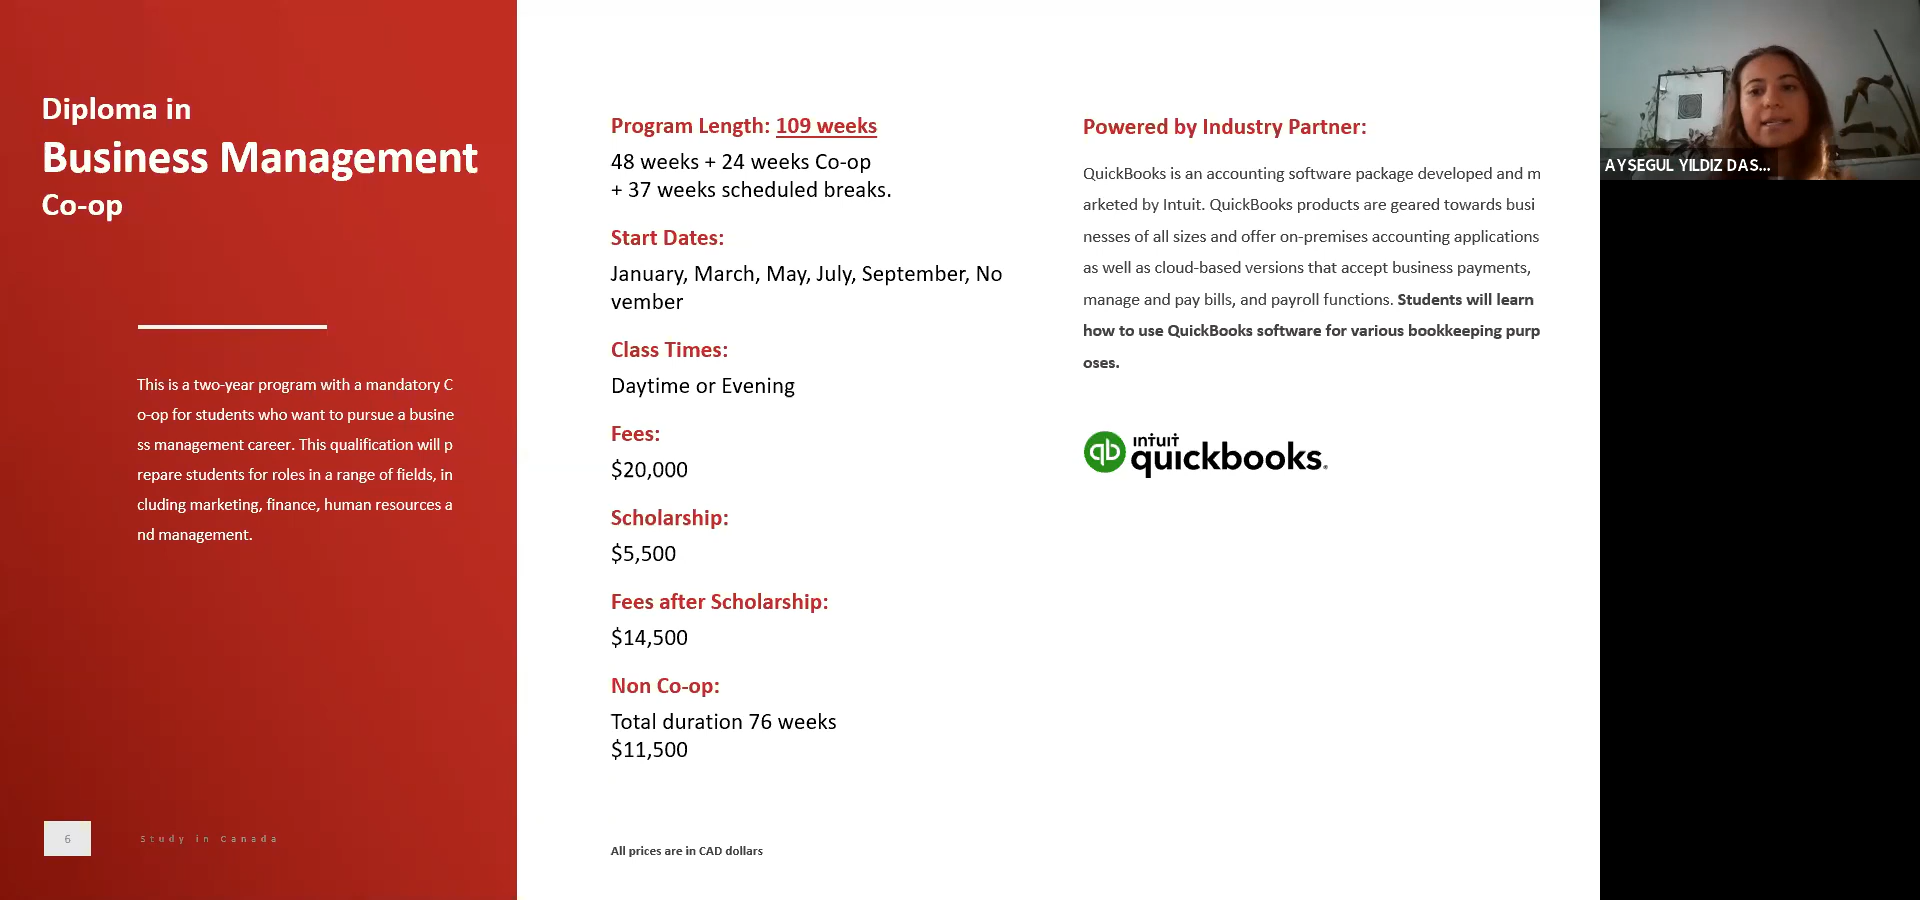 Diploma in
Business Management
Co-op
This is a two-year program with a mandatory C
o-op for students who want to pursue a busine
ss management career. This qualification will p
repare students for roles in a range of fields, in
cluding marketing, finance, human resources a
nd management.
6
Study in Canada
Program Length: 109 weeks
48 weeks + 24 weeks Co-op
+ 37 weeks scheduled breaks.
Start Dates:
January, March, May, July, September, No
vember
Class Times:
Daytime or Evening
Fees:
$20,000
Scholarship:
$5,500
Fees after Scholarship:
$14,500
Non Co-op:
Total duration 76 weeks
$11,500
All prices are in CAD dollars
Powered by Industry Partner:
QuickBooks is an accounting software package developed and m
arketed by Intuit. QuickBooks products are geared towards busi
nesses of all sizes and offer on-premises accounting applications
as well as cloud-based versions that accept business payments,
manage and pay bills, and payroll functions. Students will learn
how to use QuickBooks software for various bookkeeping purp
oses.
qb
intuit
quickbooks.
AYSEGUL YILDIZ DAS...